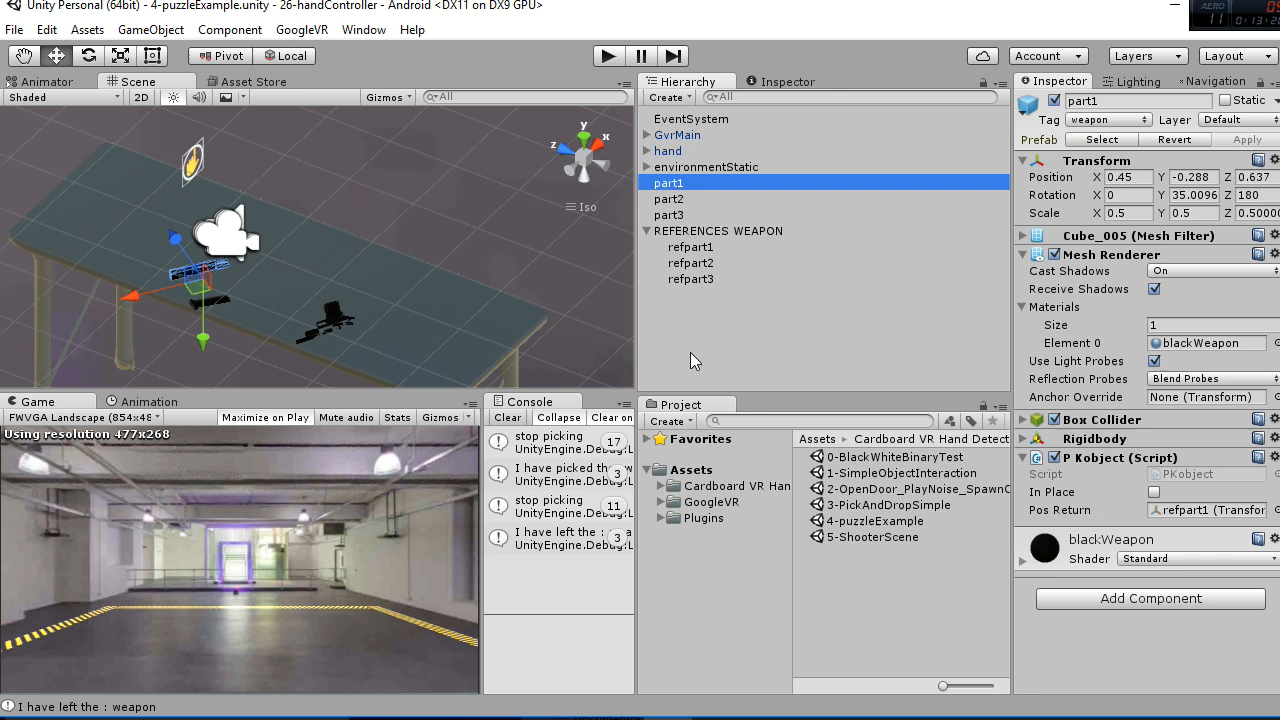 Unity Personal (64bit) - 4-puzzleExample.unity - 26-handController - Android <DX11 on DX9 GPU>
AERO
11
File Edit Assets GameObject Component GoogleVR Window Help
Pivot Local Account Layers Layout
Animator Scene Asset Store
Shaded 2D Gizmos All
y
x
z
Iso
Hierarchy Inspector
Create All
EventSystem
GvrMain
hand
environmentStatic
part1
part2
part3
REFERENCES WEAPON
refpart1
refpart2
refpart3
Inspector Lighting Navigation
part1 Static
Tag weapon Layer Default
Prefab Select Revert Apply
Transform
Position X 0.45 Y -0.288 Z 0.637
Rotation X 0 Y 35.0096 Z 180
Scale X 0.5 Y 0.5 Z 0.5000
Cube_005 (Mesh Filter)
Mesh Renderer
Cast Shadows On
Receive Shadows
Materials
Size 1
Element 0 blackWeapon
Use Light Probes
Reflection Probes Blend Probes
Anchor Override None (Transform)
Box Collider
Rigidbody
P Kobject (Script)
Script PKobject
In Place
Pos Return refpart1 (Transfor
blackWeapon
Shader Standard
Add Component
Game Animation
FWVGA Landscape (854x48 Maximize on Play Mute audio Stats Gizmos
Using resolution 477x268
Console
Clear Collapse Clear on
stop picking 17
UnityEngine.Debug:L
I have picked th w 3
UnityEngine.Debug:L
stop picking 11
UnityEngine.Debug:L
I have left the : 3
UnityEngine.Debug:L
Project
Create
Favorites
Assets
Cardboard VR Han
GoogleVR
Plugins
Assets Cardboard VR Hand Detect
0-BlackWhiteBinaryTest
1-SimpleObjectInteraction
2-OpenDoor_PlayNoise_SpawnC
3-PickAndDropSimple
4-puzzleExample
5-ShooterScene
I have left the : weapon